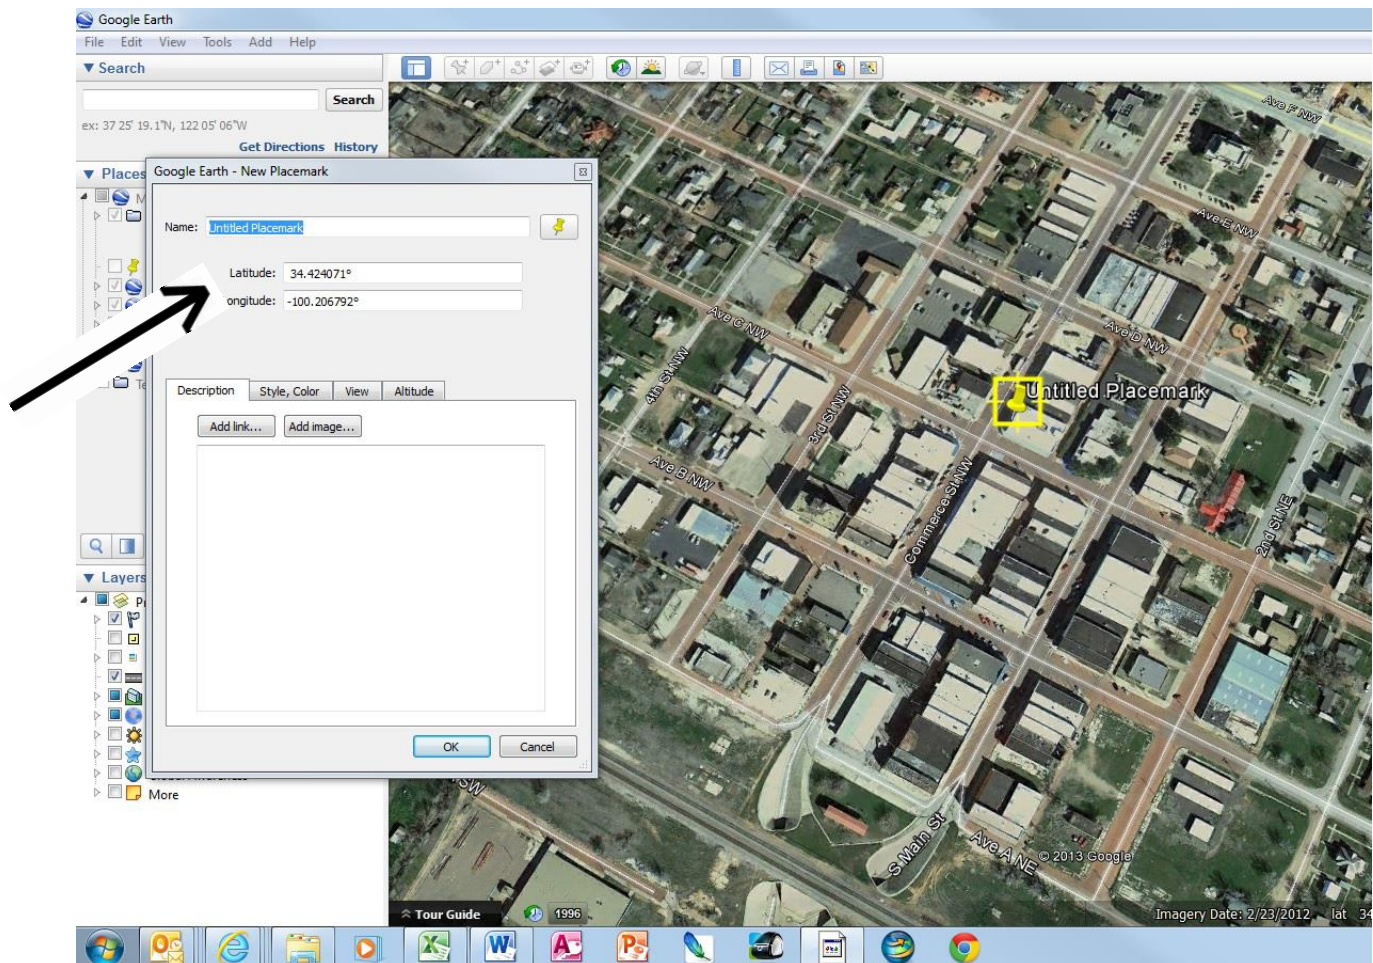 Google Earth
File Edit View Tools Add Help
Search
Search
ex: 37 25' 19.1"N, 122 05' 06"W
Get Directions History
Places
M
Te
Google Earth - New Placemark
Name: Untitled Placemark
Latitude: 34.424071°
ongitude: -100.206792°
Description Style, Color View Altitude
Add link... Add image...
OK Cancel
Layers
More
Ave F NW
Ave E NW
Ave D NW
Ave C NW
Untitled Placemark
4th St NW
3rd St NW
Ave B NW
Commerce St NW
2nd St NE
SW
S Main St
Ave A NE
© 2013 Google
Tour Guide 1996
Imagery Date: 2/23/2012 lat 34